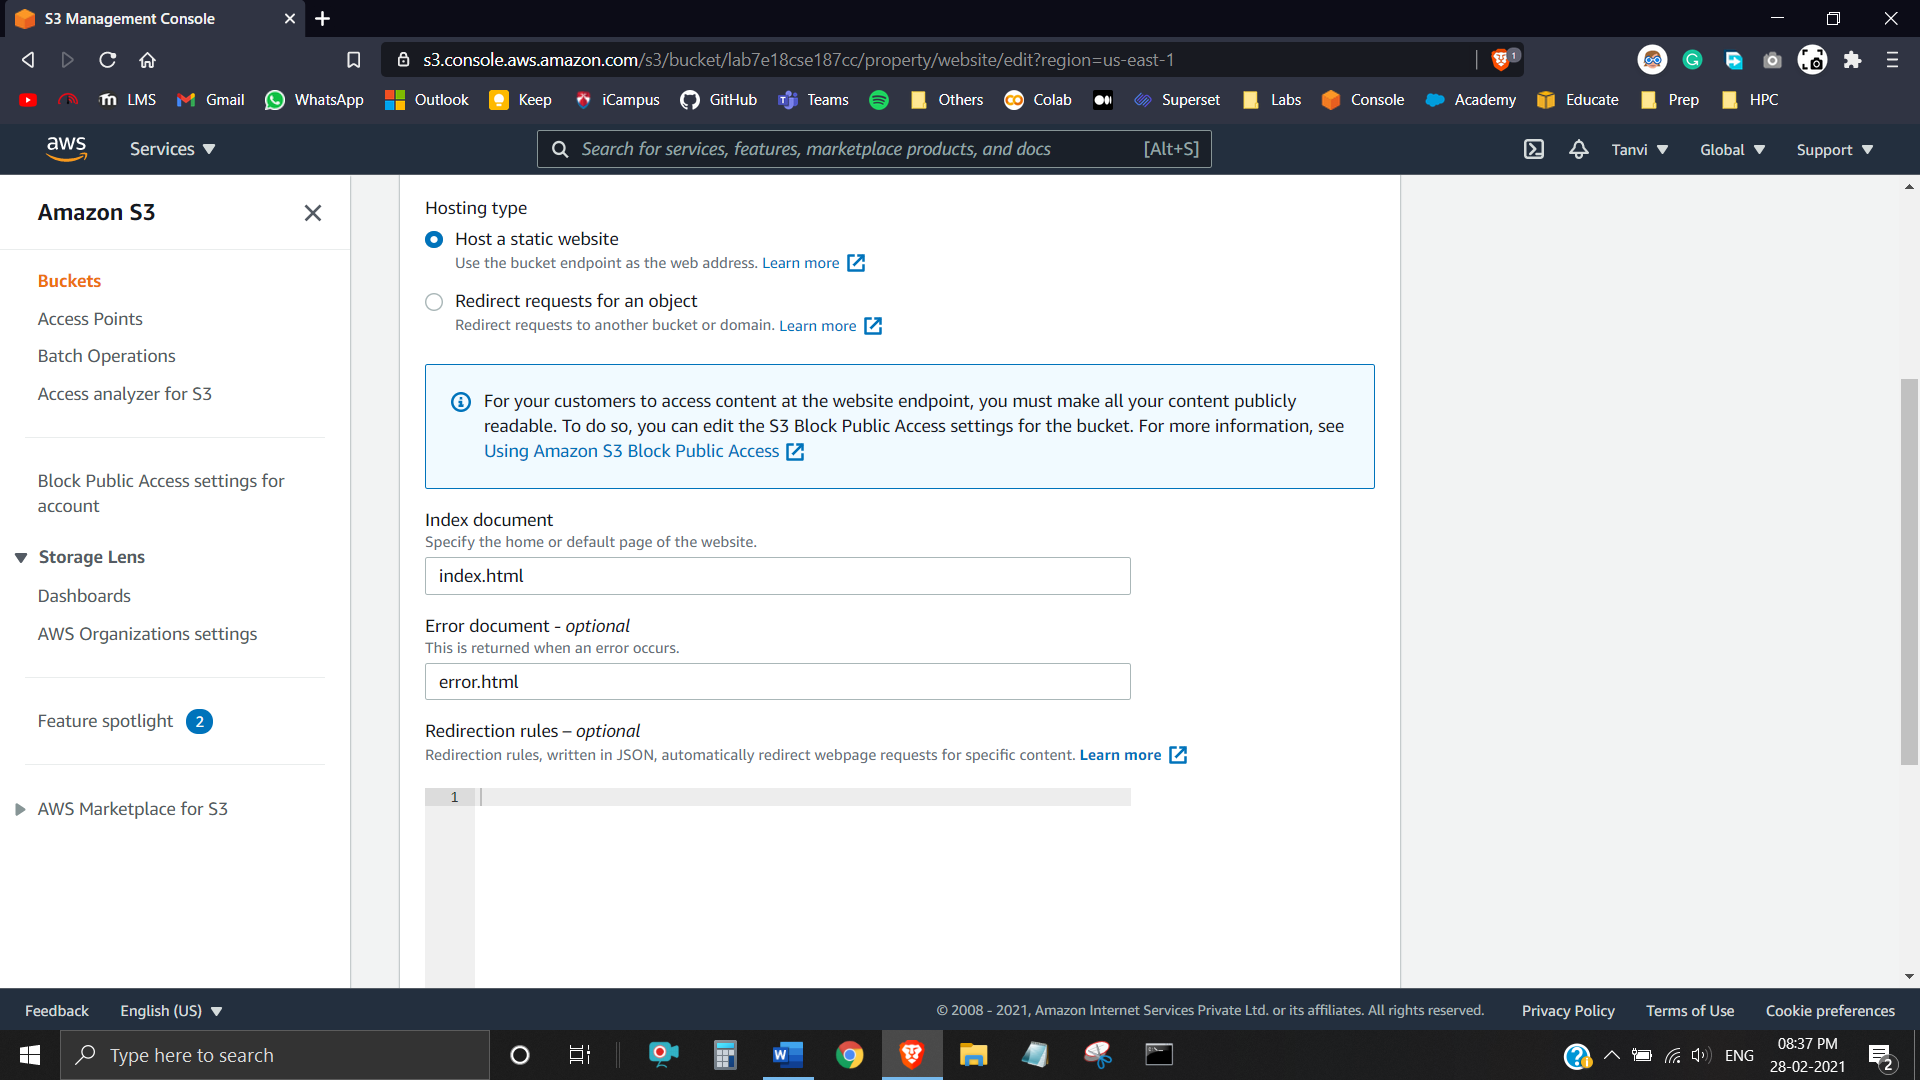 S3 Management Console
s3.console.aws.amazon.com/s3/bucket/lab7e18cse187cc/property/website/edit?region=us-east-1
1
LMS Gmail WhatsApp Outlook Keep iCampus GitHub Teams Others Colab Superset Labs Console Academy Educate Prep HPC
aws Services Search for services, features, marketplace products, and docs [Alt+S] Tanvi Global Support
Amazon S3
Buckets
Access Points
Batch Operations
Access analyzer for S3
Block Public Access settings for
account
Storage Lens
Dashboards
AWS Organizations settings
Feature spotlight 2
AWS Marketplace for S3
Hosting type
Host a static website
Use the bucket endpoint as the web address. Learn more
Redirect requests for an object
Redirect requests to another bucket or domain. Learn more
For your customers to access content at the website endpoint, you must make all your content publicly
readable. To do so, you can edit the S3 Block Public Access settings for the bucket. For more information, see
Using Amazon S3 Block Public Access
Index document
Specify the home or default page of the website.
index.html
Error document - optional
This is returned when an error occurs.
error.html
Redirection rules – optional
Redirection rules, written in JSON, automatically redirect webpage requests for specific content. Learn more
1
Feedback English (US) © 2008 - 2021, Amazon Internet Services Private Ltd. or its affiliates. All rights reserved. Privacy Policy Terms of Use Cookie preferences
Type here to search
ENG
08:37 PM
28-02-2021
2